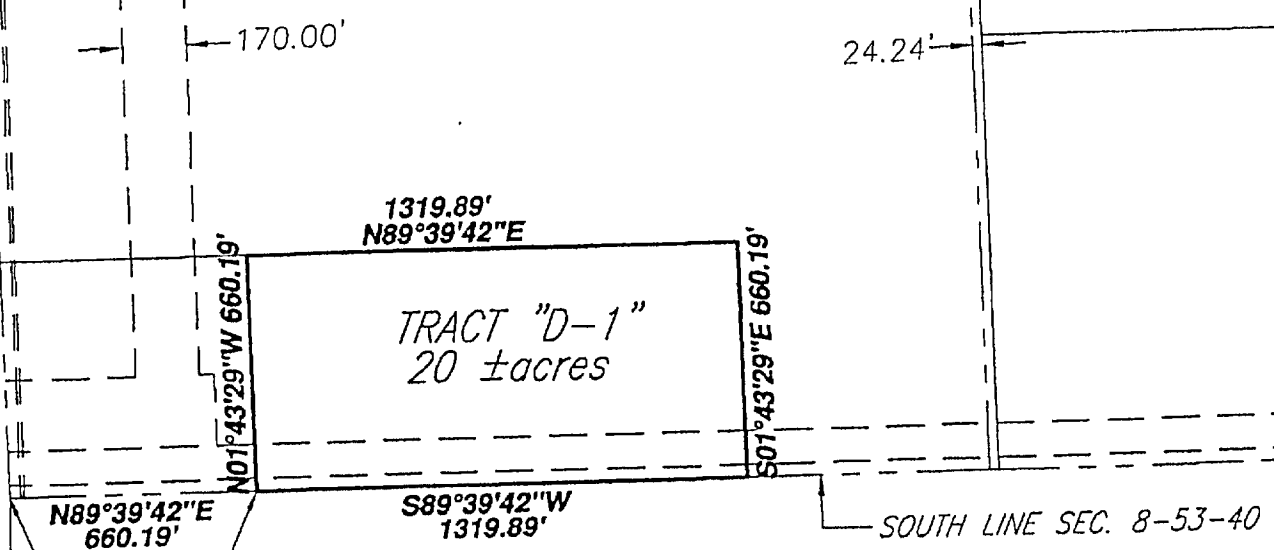 170.00'
24.24'
1319.89'
N89°39'42"E
N01°43'29"W 660.19'
TRACT "D-1"
20 ±acres
S01°43'29"E 660.19'
N89°39'42"E
660.19'
S89°39'42"W
1319.89'
SOUTH LINE SEC. 8-53-40